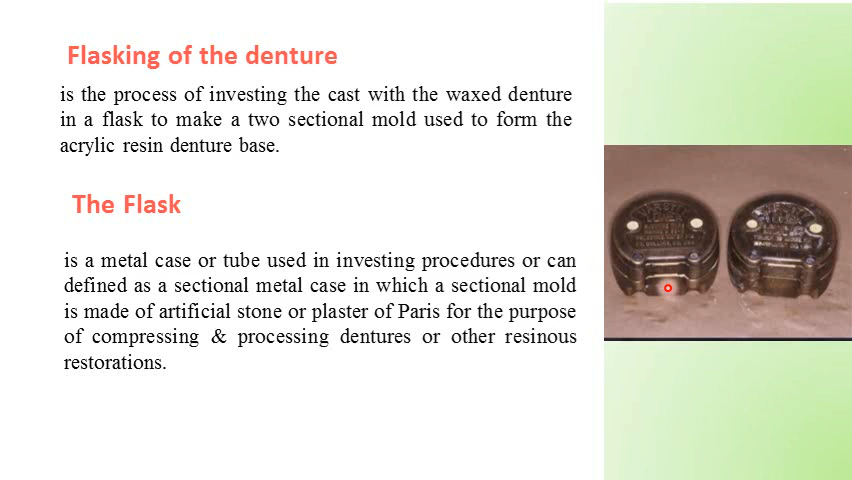 Flasking of the denture
is the process of investing the cast with the waxed denture
in a flask to make a two sectional mold used to form the
acrylic resin denture base.
The Flask
is a metal case or tube used in investing procedures or can
defined as a sectional metal case in which a sectional mold
is made of artificial stone or plaster of Paris for the purpose
of compressing & processing dentures or other resinous
restorations.